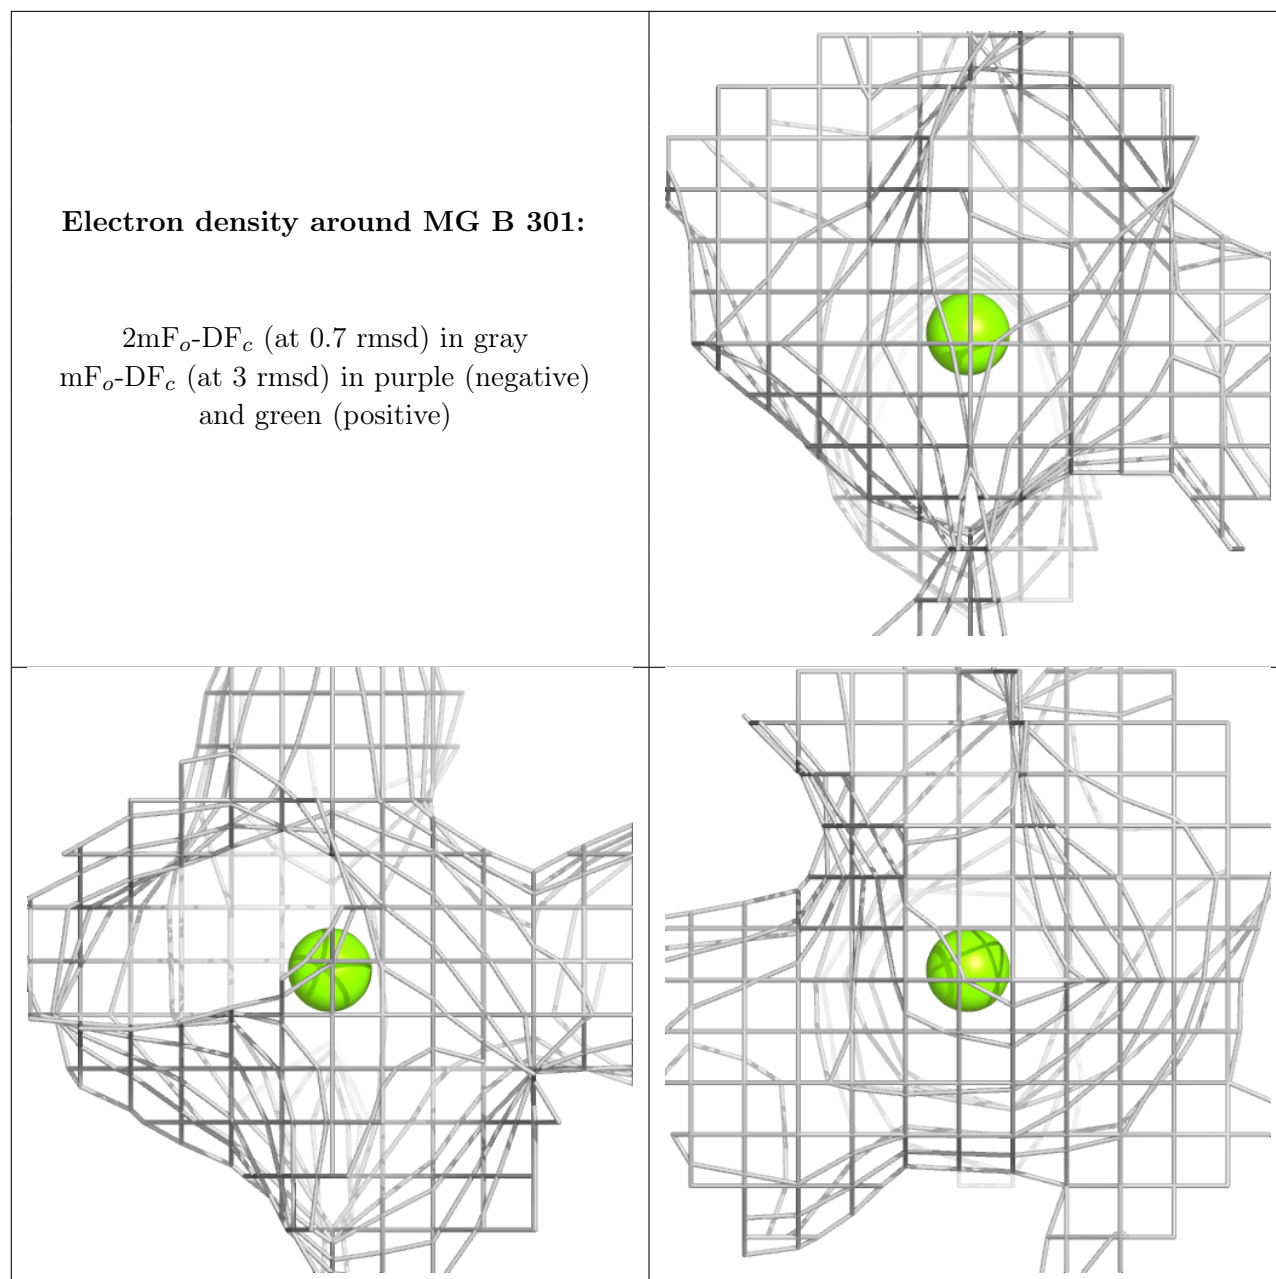 Electron density around MG B 301:
2mFo-DFc (at 0.7 rmsd) in gray
mFo-DFc (at 3 rmsd) in purple (negative)
and green (positive)